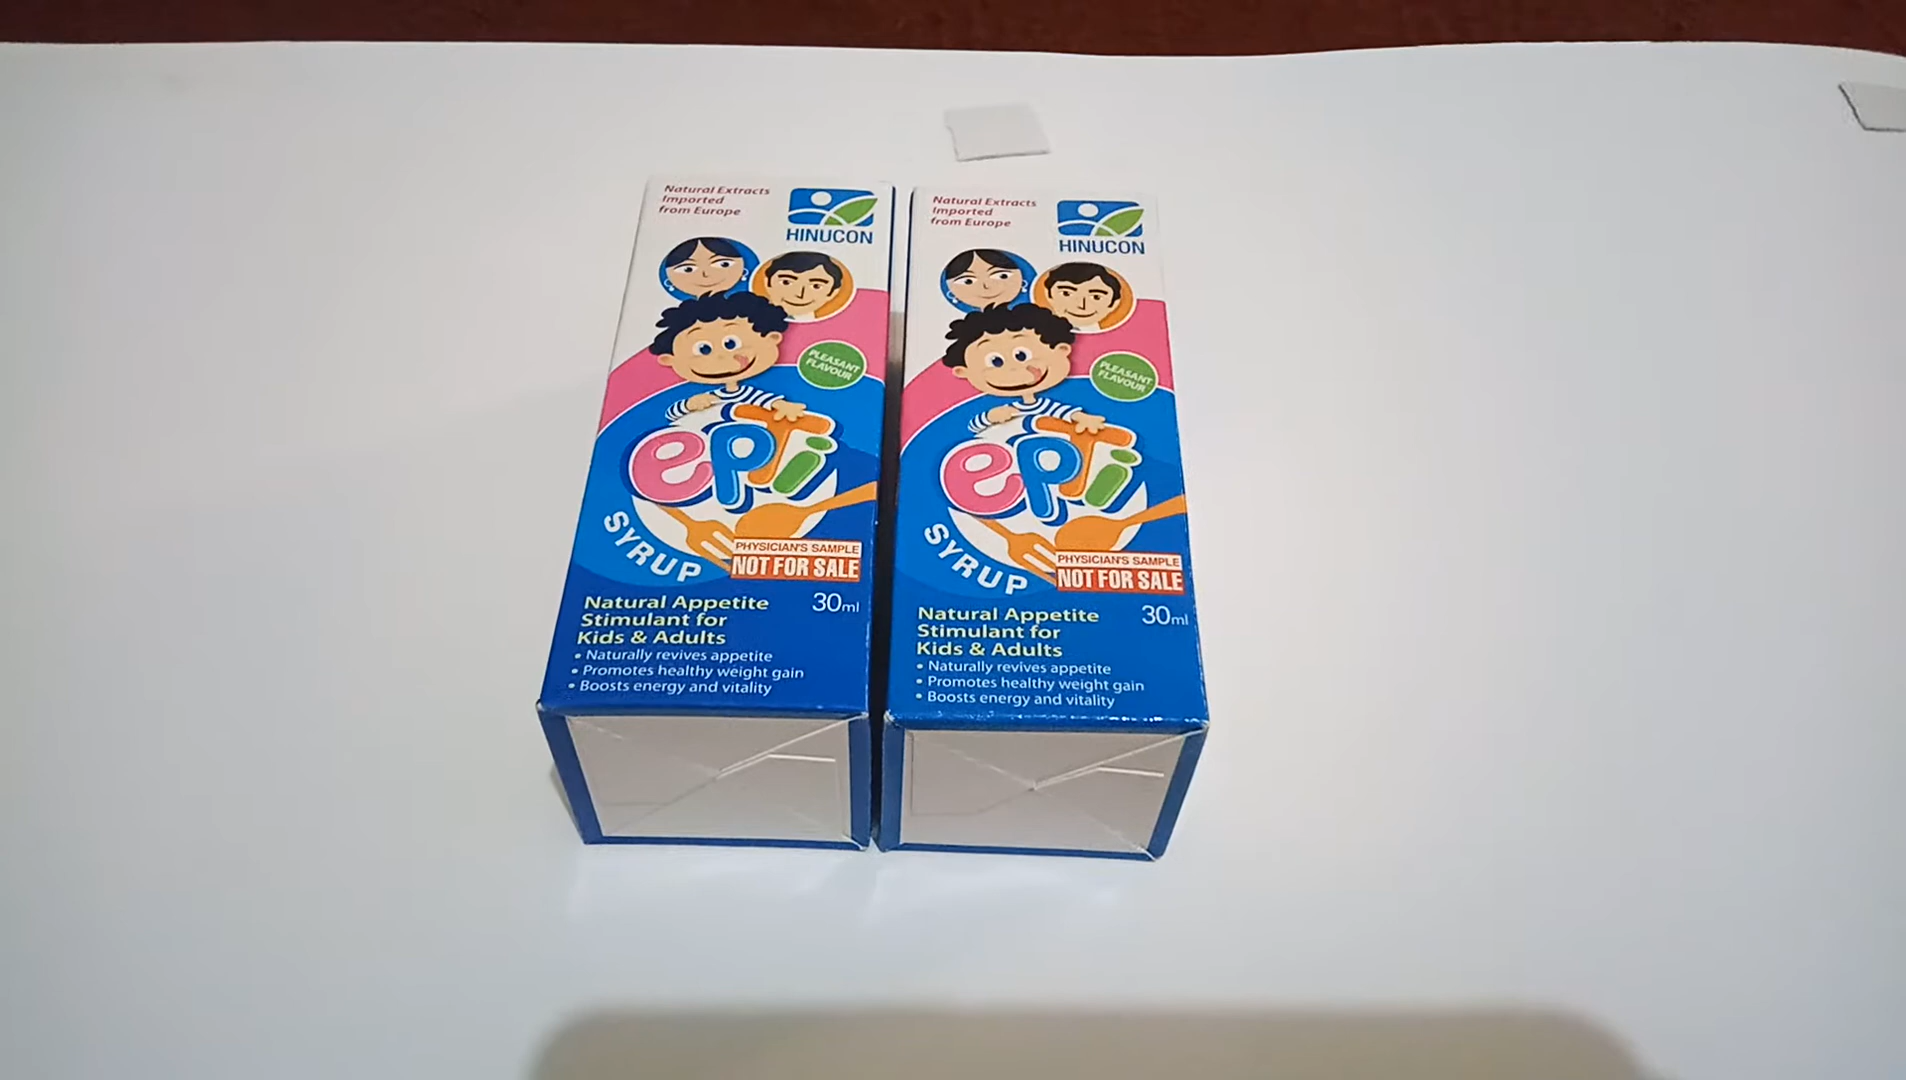 Natural Extracts
Imported
from Europe
HINUCON
PLEASANT
FLAVOUR
epTi
SYRUP
PHYSICIAN'S SAMPLE
NOT FOR SALE
Natural Appetite
Stimulant for
Kids & Adults
30ml
• Naturally revives appetite
• Promotes healthy weight gain
• Boosts energy and vitality
Natural Extracts
Imported
from Europe
HINUCON
PLEASANT
FLAVOUR
epTi
SYRUP
PHYSICIAN'S SAMPLE
NOT FOR SALE
Natural Appetite
Stimulant for
Kids & Adults
30ml
• Naturally revives appetite
• Promotes healthy weight gain
• Boosts energy and vitality